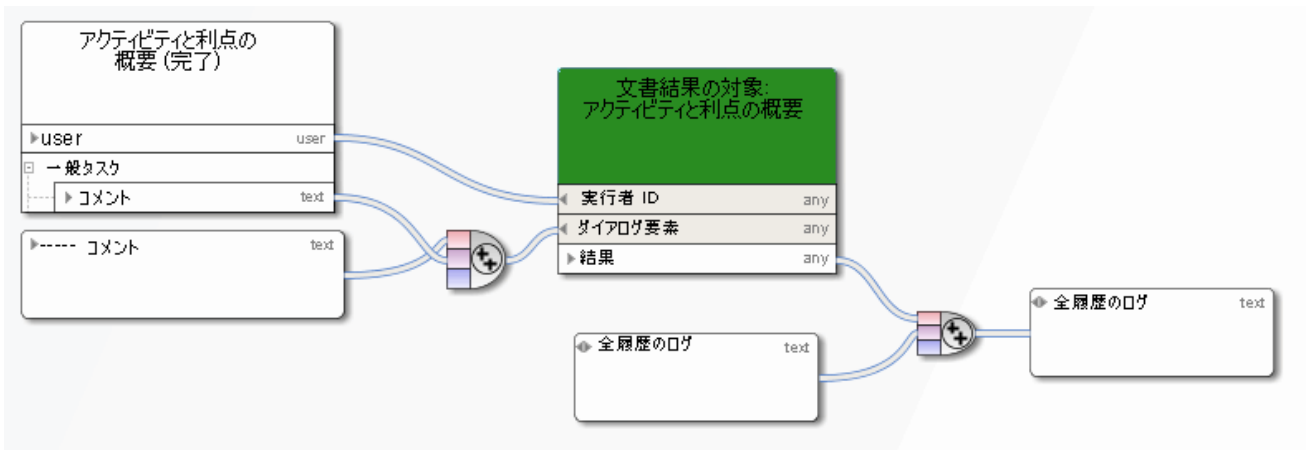 アクティビティと利点の
概要 (完了)
user user
一般タスク
コメント text
----- コメント text
文書結果の対象:
アクティビティと利点の概要
実行者 ID any
ダイアログ要素 any
結果 any
全履歴のログ text
全履歴のログ text